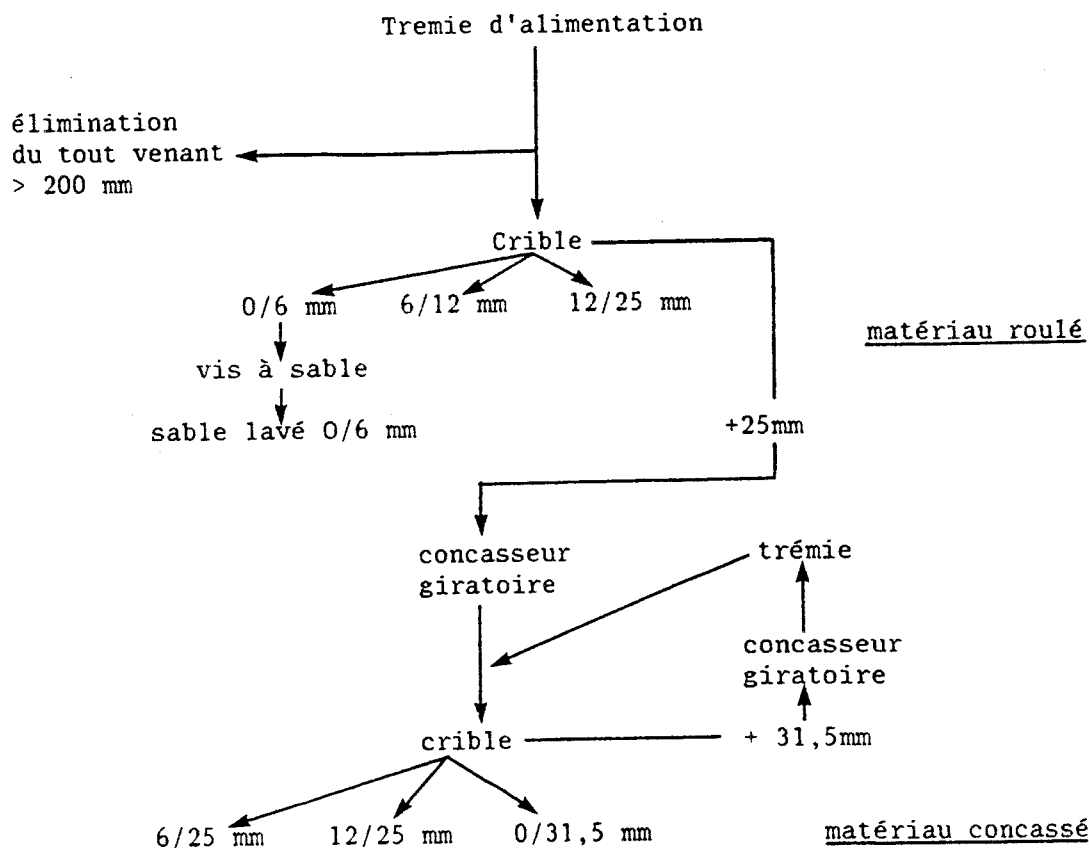 Tremie d'alimentation
élimination
du tout venant
> 200 mm
Crible
0/6 mm
6/12 mm
12/25 mm
matériau roulé
vis à sable
sable lavé 0/6 mm
+25mm
concasseur
giratoire
trémie
concasseur
giratoire
crible
+ 31,5mm
6/25 mm
12/25 mm
0/31,5 mm
matériau concassé